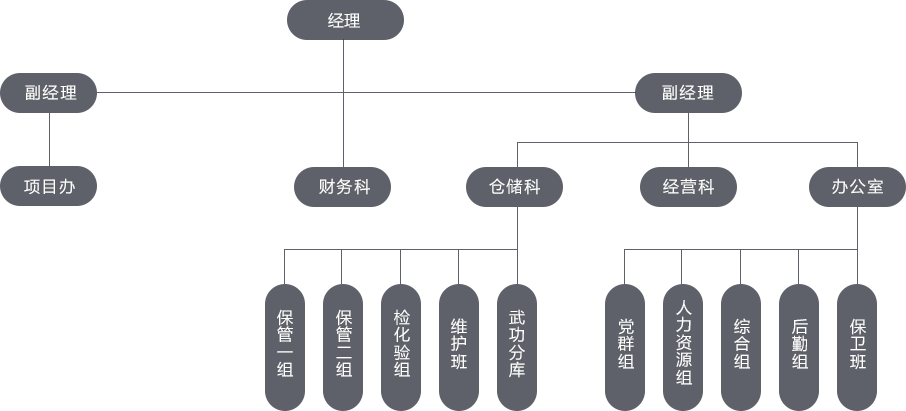 经理
副经理
副经理
项目办
财务科
仓储科
经营科
办公室
保管一组
保管二组
检化验组
维护班
武功分库
党群组
人力资源组
综合组
后勤组
保卫班